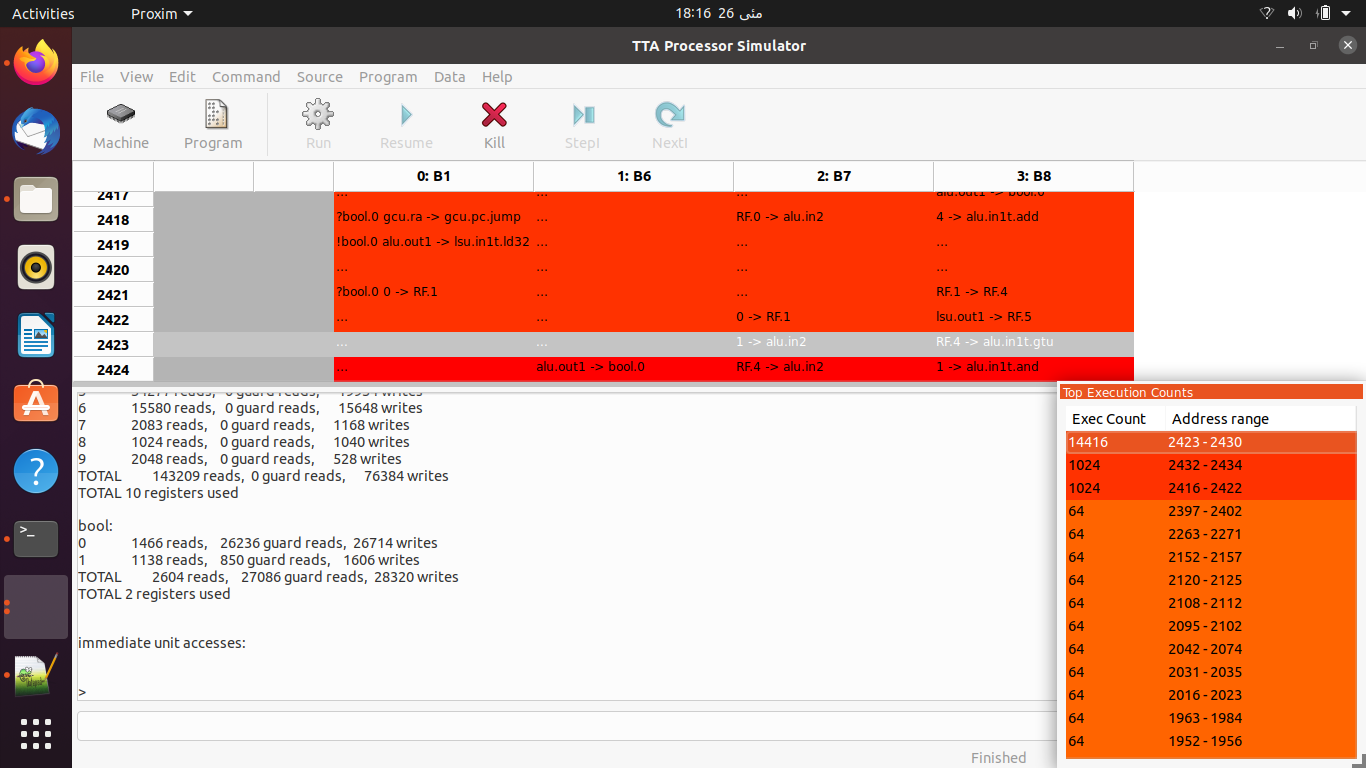 Activities Proxim 18:16 26 مئی
TTA Processor Simulator
File View Edit Command Source Program Data Help
Machine Program Run Resume Kill StepI NextI
0: B1 1: B6 2: B7 3: B8
2417 ... ... ... alu.out1 -> bool.0
2418 ?bool.0 gcu.ra -> gcu.pc.jump ... RF.0 -> alu.in2 4 -> alu.in1t.add
2419 !bool.0 alu.out1 -> lsu.in1t.ld32 ... ... ...
2420 ... ... ... ...
2421 ?bool.0 0 -> RF.1 ... ... RF.1 -> RF.4
2422 ... ... 0 -> RF.1 lsu.out1 -> RF.5
2423 ... ... 1 -> alu.in2 RF.4 -> alu.in1t.gtu
2424 ... alu.out1 -> bool.0 RF.4 -> alu.in2 1 -> alu.in1t.and
6 15580 reads, 0 guard reads, 15648 writes
7 2083 reads, 0 guard reads, 1168 writes
8 1024 reads, 0 guard reads, 1040 writes
9 2048 reads, 0 guard reads, 528 writes
TOTAL 143209 reads, 0 guard reads, 76384 writes
TOTAL 10 registers used
bool:
0 1466 reads, 26236 guard reads, 26714 writes
1 1138 reads, 850 guard reads, 1606 writes
TOTAL 2604 reads, 27086 guard reads, 28320 writes
TOTAL 2 registers used
immediate unit accesses:
>
Finished
Top Execution Counts
Exec Count Address range
14416 2423 - 2430
1024 2432 - 2434
1024 2416 - 2422
64 2397 - 2402
64 2263 - 2271
64 2152 - 2157
64 2120 - 2125
64 2108 - 2112
64 2095 - 2102
64 2042 - 2074
64 2031 - 2035
64 2016 - 2023
64 1963 - 1984
64 1952 - 1956